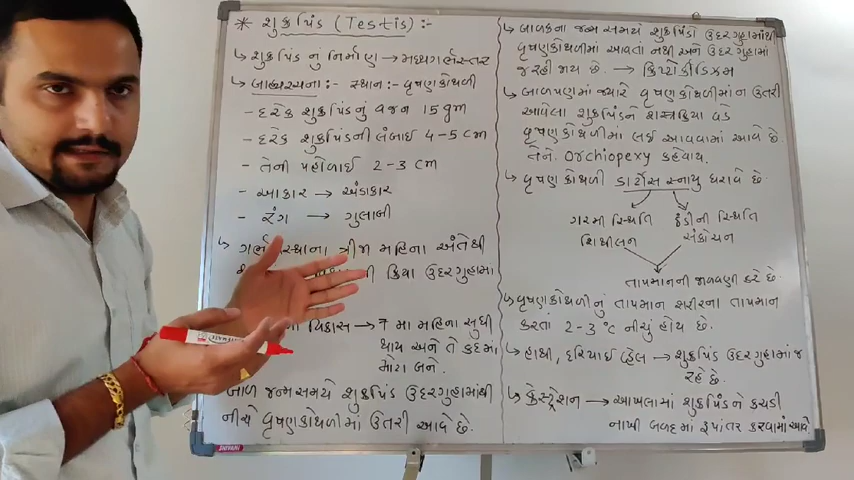 * શુક્રપિંડ (Testis) :-
↳ શુક્રપિંડ નું નિર્માણ → મધ્યગર્ભસ્તર
↳ બાહ્યરચના :- સ્થાન :- વૃષણકોથળી
- દરેક શુક્રપિંડનું વજન 15 gm
- દરેક શુક્રપિંડની લંબાઈ 4-5 cm
- તેની પહોળાઈ 2-3 cm
- આકાર → અંડાકાર
- રંગ → ગુલાબી
↳ ત્રીજા મહિના અંતેથી
ક્રિયા ઉદરગુહામાં
વિકાસ → ૧ મા મહિના સુધી
થાય અને તે કદમાં
મોટા બને.
બાળ જન્મ સમયે શુક્રપિંડ ઉદરગુહામાંથી
નીચે વૃષણકોથળીમાં ઉતરી આવે છે.
↳ બાળકના જન્મ સમયે શુક્રપિંડો ઉદરગુહામાંથી
વૃષણકોથળીમાં આવતા નથી અને ઉદરગુહામાં
જ રહી જાય છે. → ક્રિપ્ટોર્કીડિઝમ
↳ બાળપણમાં જ્યારે વૃષણકોથળીમાં ન ઉતરી
આવેલા શુક્રપિંડને શસ્ત્રક્રિયા વડે
વૃષણકોથળીમાં લઈ આવવામાં આવે છે.
તેને Orchiopexy કહેવાય.
↳ વૃષણકોથળી ડાર્ટોસ સ્નાયુ ધરાવે છે.
ગરમી સ્થિતિ ઠંડીની સ્થિતિ
શિથીલન સંકોચન
તાપમાનની જાળવણી કરે છે.
↳ વૃષણકોથળીનું તાપમાન શરીરના તાપમાન
કરતાં 2-3 °C નીચું હોય છે.
↳ હાથી, દરિયાઈ વ્હેલ → શુક્રપિંડ ઉદરગુહામાં જ
રહે છે.
↳ કેસ્ટ્રેશન → આખલામાં શુક્રપિંડને કચડી
નાખી બળદમાં રૂપાંતર કરવામાં આવે